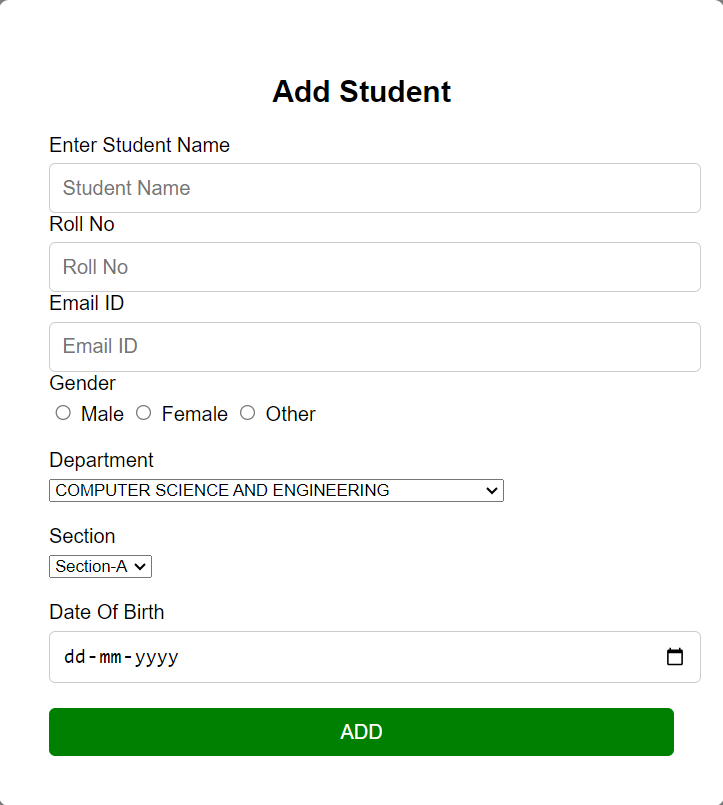 Add Student
Enter Student Name
Student Name
Roll No
Roll No
Email ID
Email ID
Gender
Male Female Other
Department
COMPUTER SCIENCE AND ENGINEERING
Section
Section-A
Date Of Birth
dd-mm-yyyy
ADD